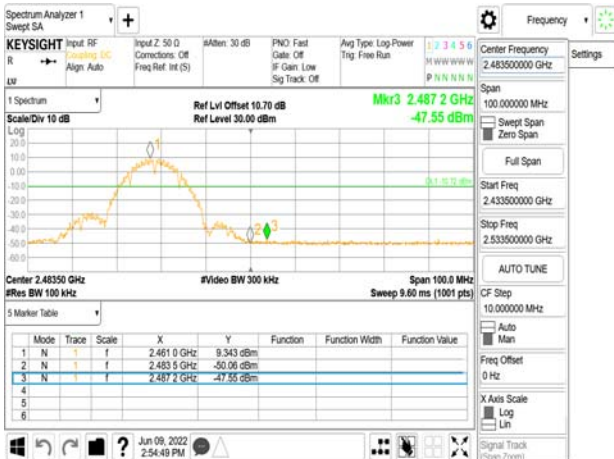 Spectrum Analyzer 1
Swept SA
Frequency
KEYSIGHT Input: RF Input Z: 50 Ω #Atten: 30 dB PNO: Fast Avg Type: Log-Power 1 2 3 4 5 6
R Coupling: DC Corrections: Off Gate: Off Trig: Free Run M W W W W W
Align: Auto Freq Ref: Int (S) IF Gain: Low
Sig Track: Off P N N N N N
Center Frequency
2.483500000 GHz
Settings
1 Spectrum
Ref Lvl Offset 10.70 dB
Mkr3 2.487 2 GHz
Scale/Div 10 dB
Ref Level 30.00 dBm
-47.55 dBm
Span
100.000000 MHz
Swept Span
Zero Span
Full Span
Start Freq
2.433500000 GHz
Stop Freq
2.533500000 GHz
AUTO TUNE
CF Step
10.000000 MHz
Auto
Man
Freq Offset
0 Hz
X Axis Scale
Log
Lin
Signal Track
(Span Zoom)
Log
20.0
10.0
0.00
-10.0
-20.0
-30.0
-40.0
-50.0
-60.0
1
2
3
Center 2.48350 GHz #Video BW 300 kHz Span 100.0 MHz
#Res BW 100 kHz Sweep 9.60 ms (1001 pts)
5 Marker Table
Mode Trace Scale X Y Function Function Width Function Value
1 N 1 f 2.461 0 GHz 9.343 dBm
2 N 1 f 2.483 5 GHz -50.06 dBm
3 N 1 f 2.487 2 GHz -47.55 dBm
4
5
6
?
Jun 09, 2022
2:54:49 PM